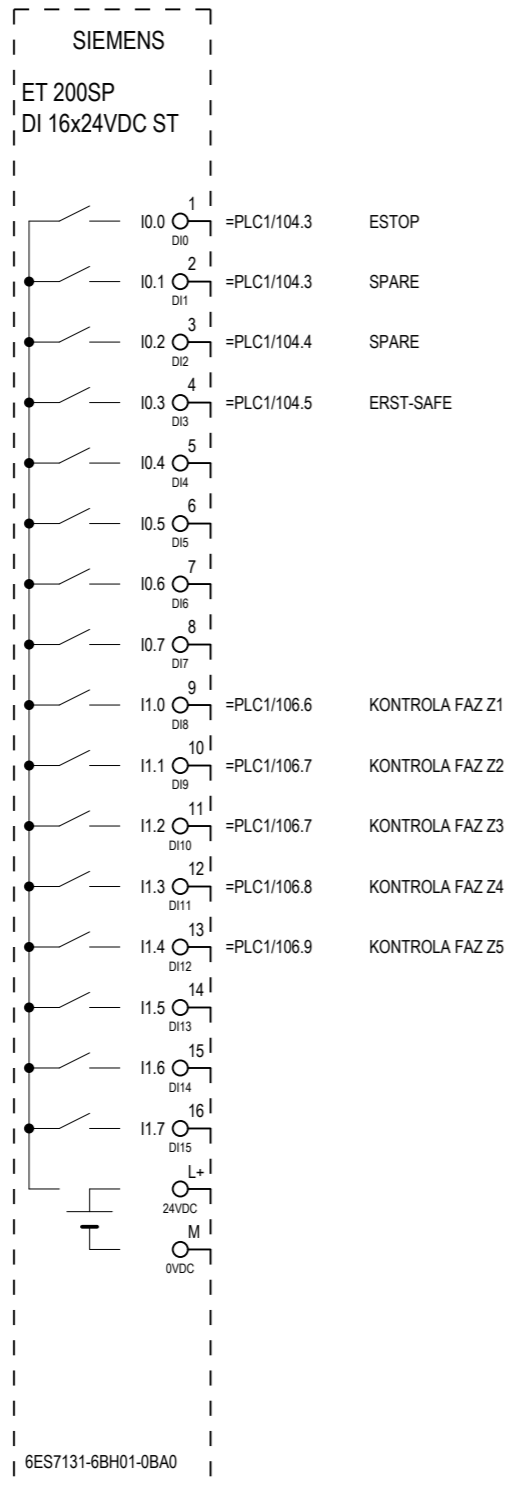 SIEMENS
ET 200SP
DI 16x24VDC ST
1
I0.0 =PLC1/104.3 ESTOP
DI0
2
I0.1 =PLC1/104.3 SPARE
DI1
3
I0.2 =PLC1/104.4 SPARE
DI2
4
I0.3 =PLC1/104.5 ERST-SAFE
DI3
5
I0.4
DI4
6
I0.5
DI5
7
I0.6
DI6
8
I0.7
DI7
9
I1.0 =PLC1/106.6 KONTROLA FAZ Z1
DI8
10
I1.1 =PLC1/106.7 KONTROLA FAZ Z2
DI9
11
I1.2 =PLC1/106.7 KONTROLA FAZ Z3
DI10
12
I1.3 =PLC1/106.8 KONTROLA FAZ Z4
DI11
13
I1.4 =PLC1/106.9 KONTROLA FAZ Z5
DI12
14
I1.5
DI13
15
I1.6
DI14
16
I1.7
DI15
L+
24VDC
M
0VDC
6ES7131-6BH01-0BA0